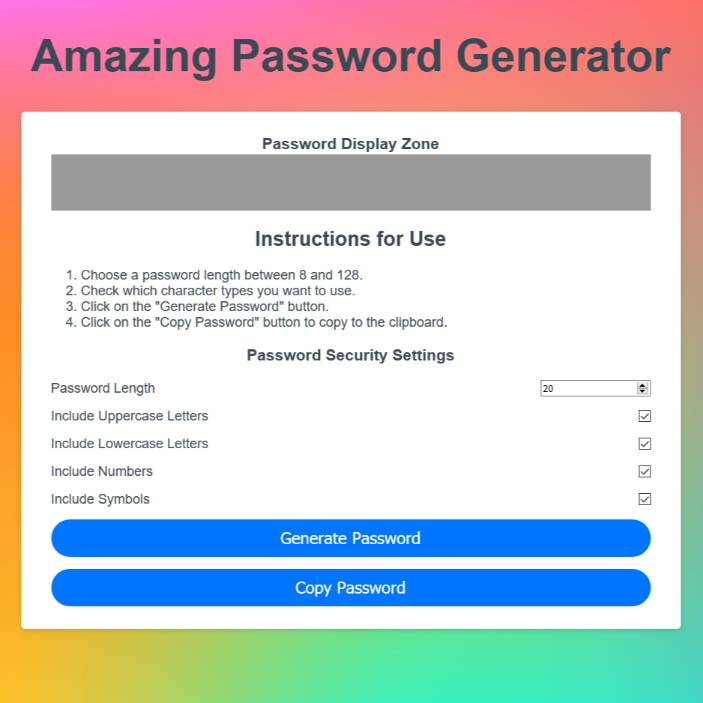 Amazing Password Generator
Password Display Zone
Instructions for Use
1. Choose a password length between 8 and 128.
2. Check which character types you want to use.
3. Click on the "Generate Password" button.
4. Click on the "Copy Password" button to copy to the clipboard.
Password Security Settings
Password Length 20
Include Uppercase Letters
Include Lowercase Letters
Include Numbers
Include Symbols
Generate Password
Copy Password